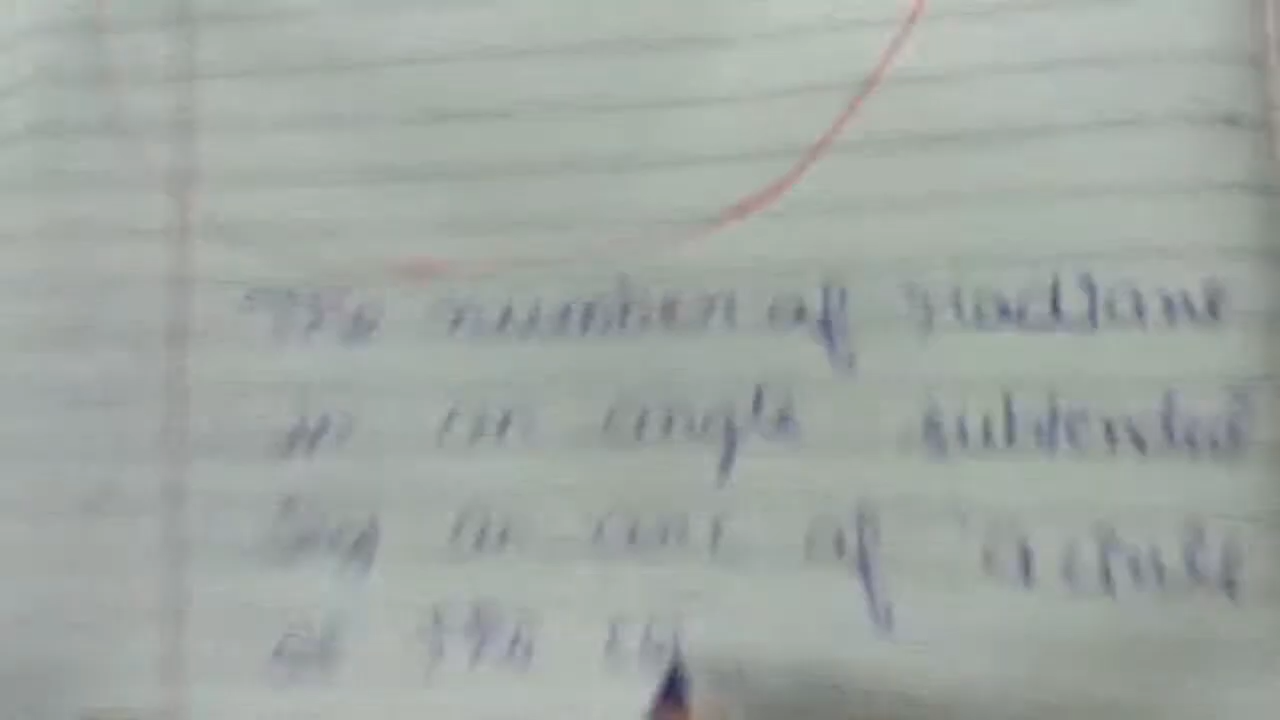 The number of radians
in an angle subtended
by an arc of a circle
at the